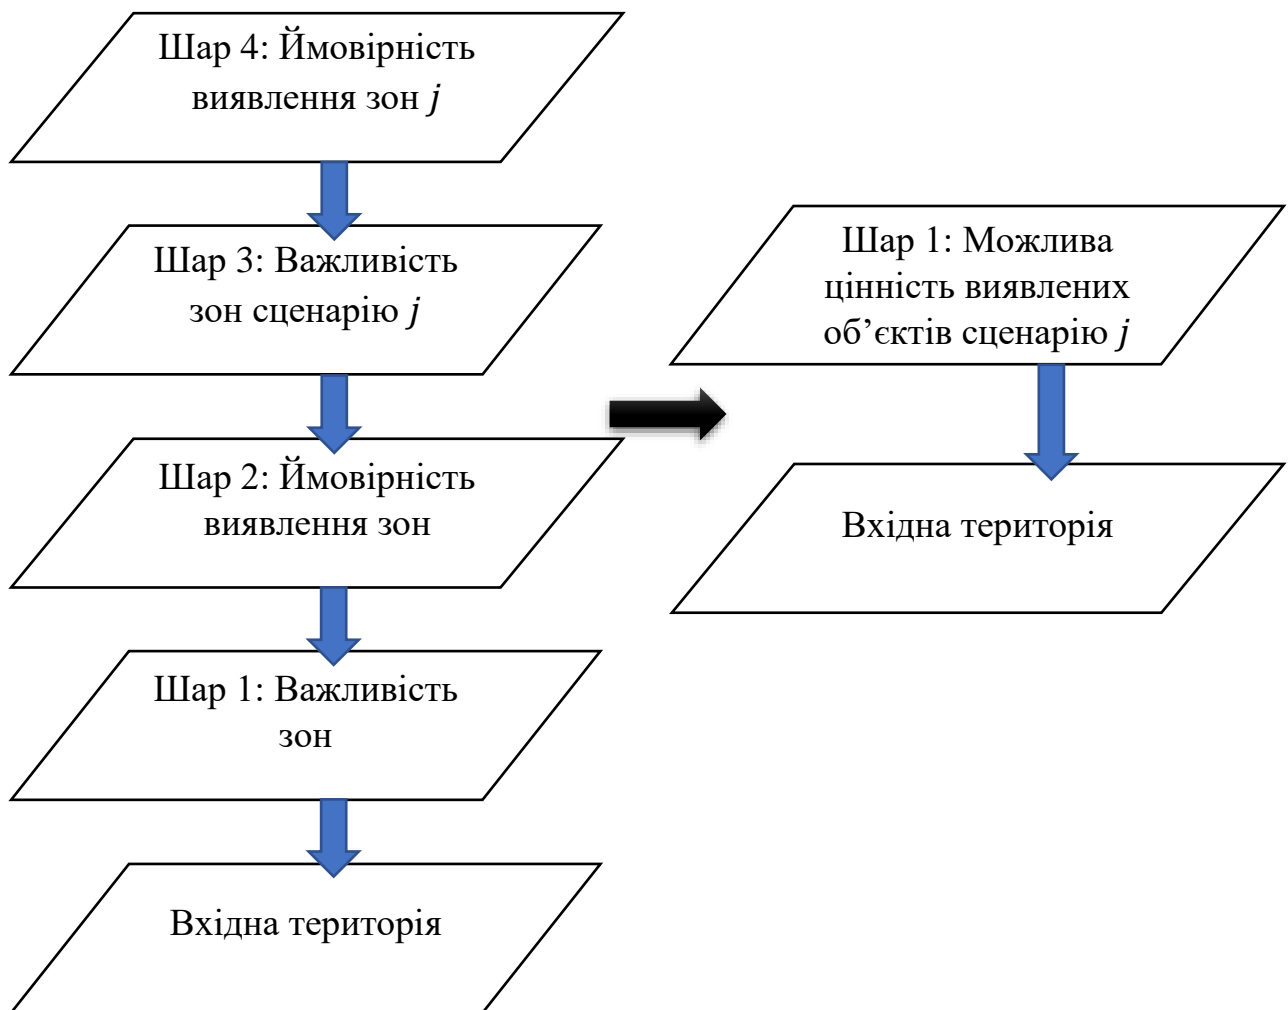 Шар 4: Ймовірність
виявлення зон j
Шар 3: Важливість
зон сценарію j
Шар 2: Ймовірність
виявлення зон
Шар 1: Важливість
зон
Вхідна територія
Шар 1: Можлива
цінність виявлених
об’єктів сценарію j
Вхідна територія